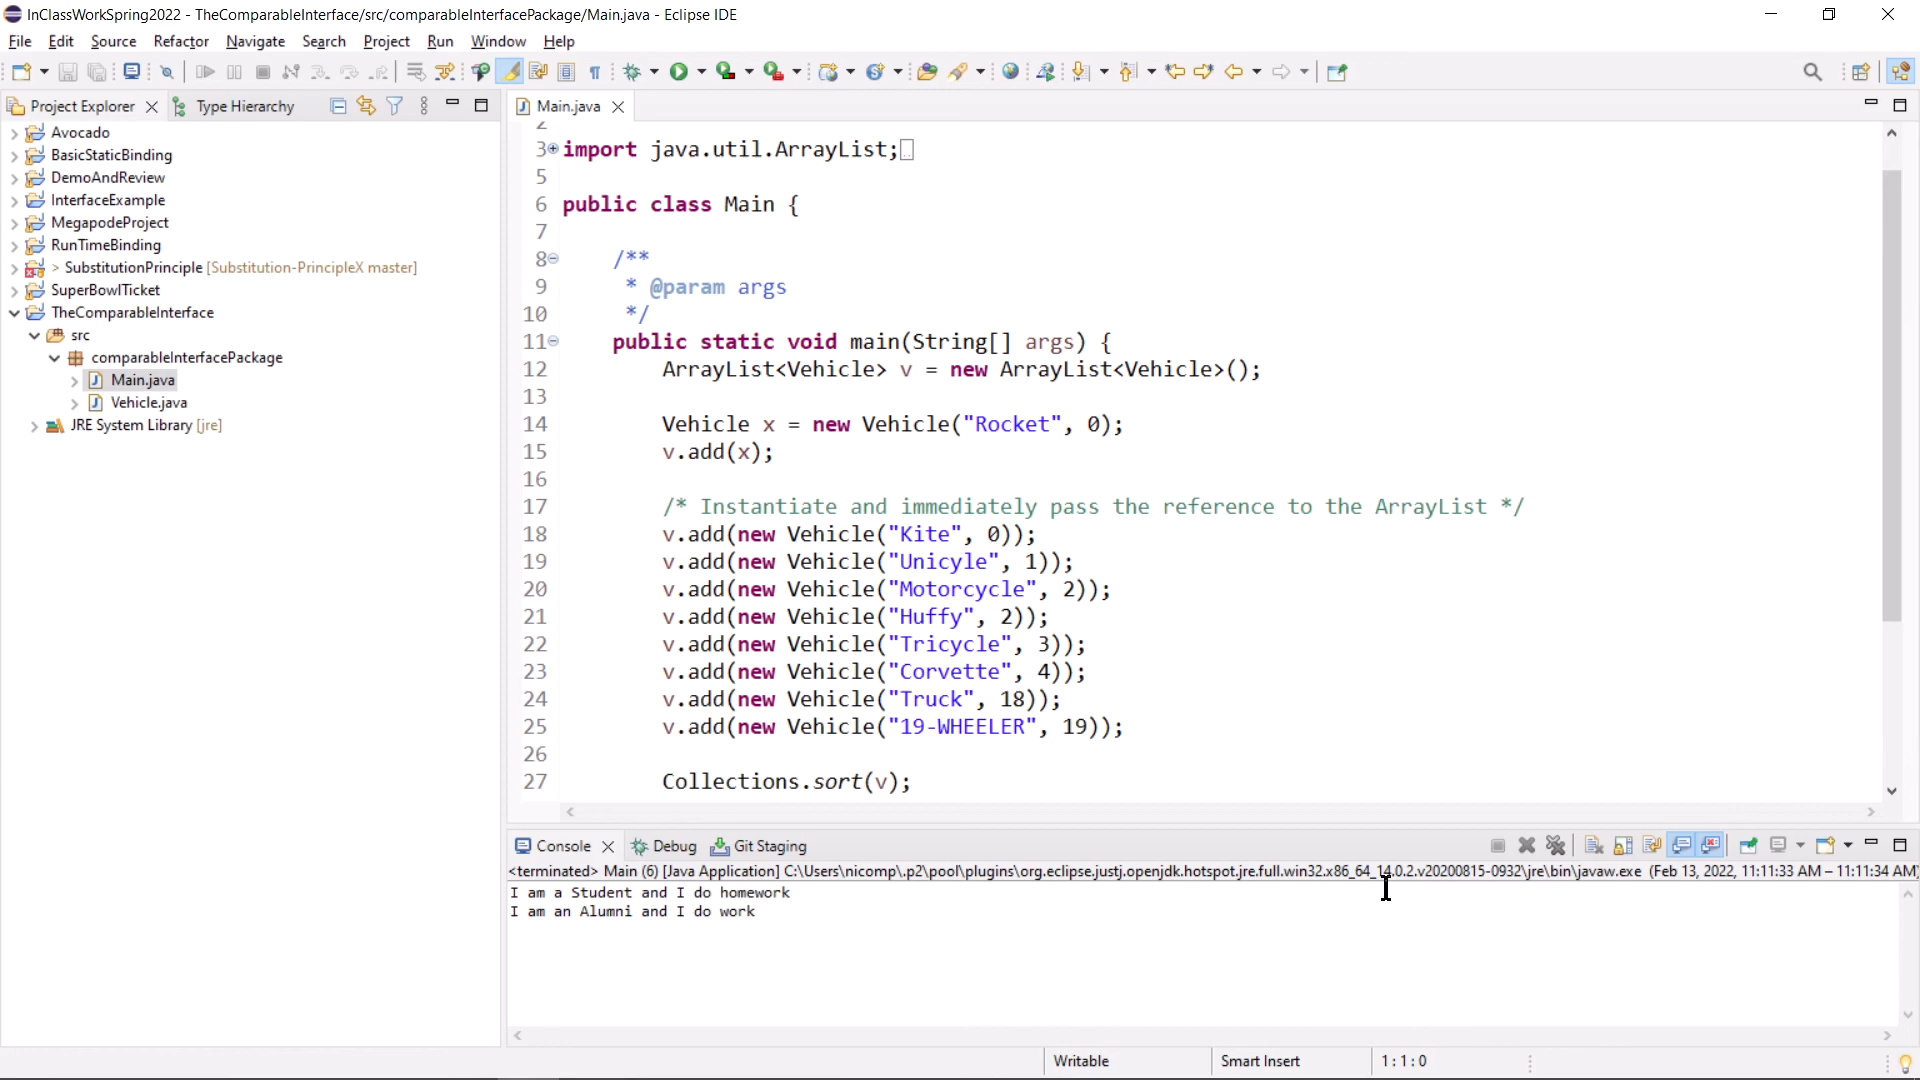 InClassWorkSpring2022 - TheComparableInterface/src/comparableInterfacePackage/Main.java - Eclipse IDE
File Edit Source Refactor Navigate Search Project Run Window Help
Project Explorer Type Hierarchy
Avocado
BasicStaticBinding
DemoAndReview
InterfaceExample
MegapodeProject
RunTimeBinding
> SubstitutionPrinciple [Substitution-PrincipleX master]
SuperBowlTicket
TheComparableInterface
src
comparableInterfacePackage
Main.java
Vehicle.java
JRE System Library [jre]
Main.java
2
3 import java.util.ArrayList;
5
6 public class Main {
7
8 /**
9 * @param args
10 */
11 public static void main(String[] args) {
12 ArrayList<Vehicle> v = new ArrayList<Vehicle>();
13
14 Vehicle x = new Vehicle("Rocket", 0);
15 v.add(x);
16
17 /* Instantiate and immediately pass the reference to the ArrayList */
18 v.add(new Vehicle("Kite", 0));
19 v.add(new Vehicle("Unicyle", 1));
20 v.add(new Vehicle("Motorcycle", 2));
21 v.add(new Vehicle("Huffy", 2));
22 v.add(new Vehicle("Tricycle", 3));
23 v.add(new Vehicle("Corvette", 4));
24 v.add(new Vehicle("Truck", 18));
25 v.add(new Vehicle("19-WHEELER", 19));
26
27 Collections.sort(v);
Console Debug Git Staging
<terminated> Main (6) [Java Application] C:\Users\nicomp\.p2\pool\plugins\org.eclipse.justj.openjdk.hotspot.jre.full.win32.x86_64_14.0.2.v20200815-0932\jre\bin\javaw.exe (Feb 13, 2022, 11:11:33 AM – 11:11:34 AM)
I am a Student and I do homework
I am an Alumni and I do work
Writable Smart Insert 1 : 1 : 0